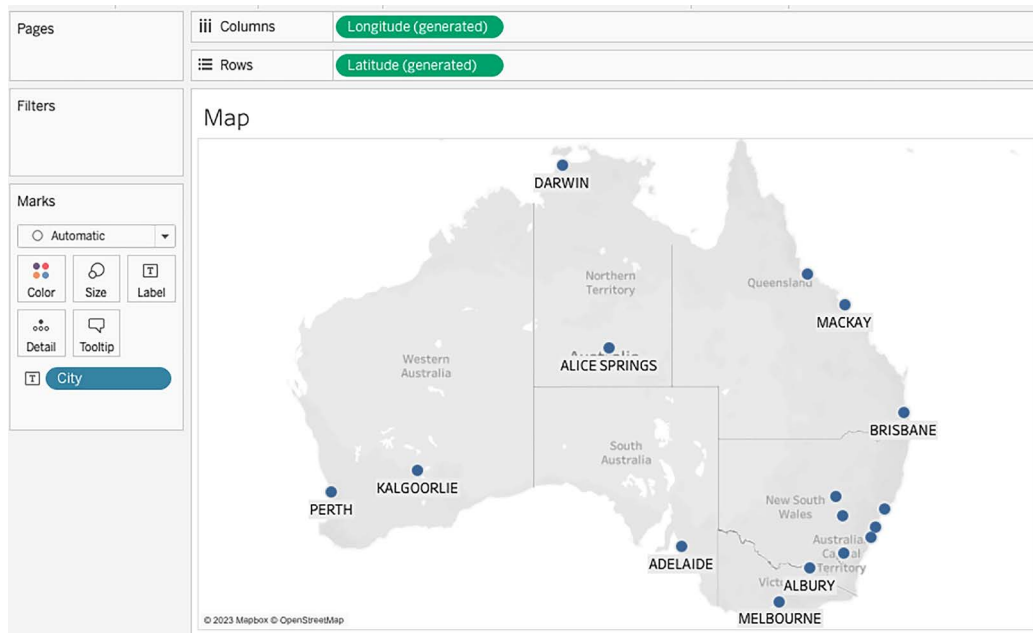 Pages
Columns
Longitude (generated)
Rows
Latitude (generated)
Filters
Map
Marks
Automatic
Color
Size
Label
Detail
Tooltip
City
DARWIN
Northern
Territory
Queensland
MACKAY
Australia
ALICE SPRINGS
Western
Australia
BRISBANE
South
Australia
KALGOORLIE
PERTH
New South
Wales
Australia
Territory
ADELAIDE
ALBURY
MELBOURNE
© 2023 Mapbox © OpenStreetMap